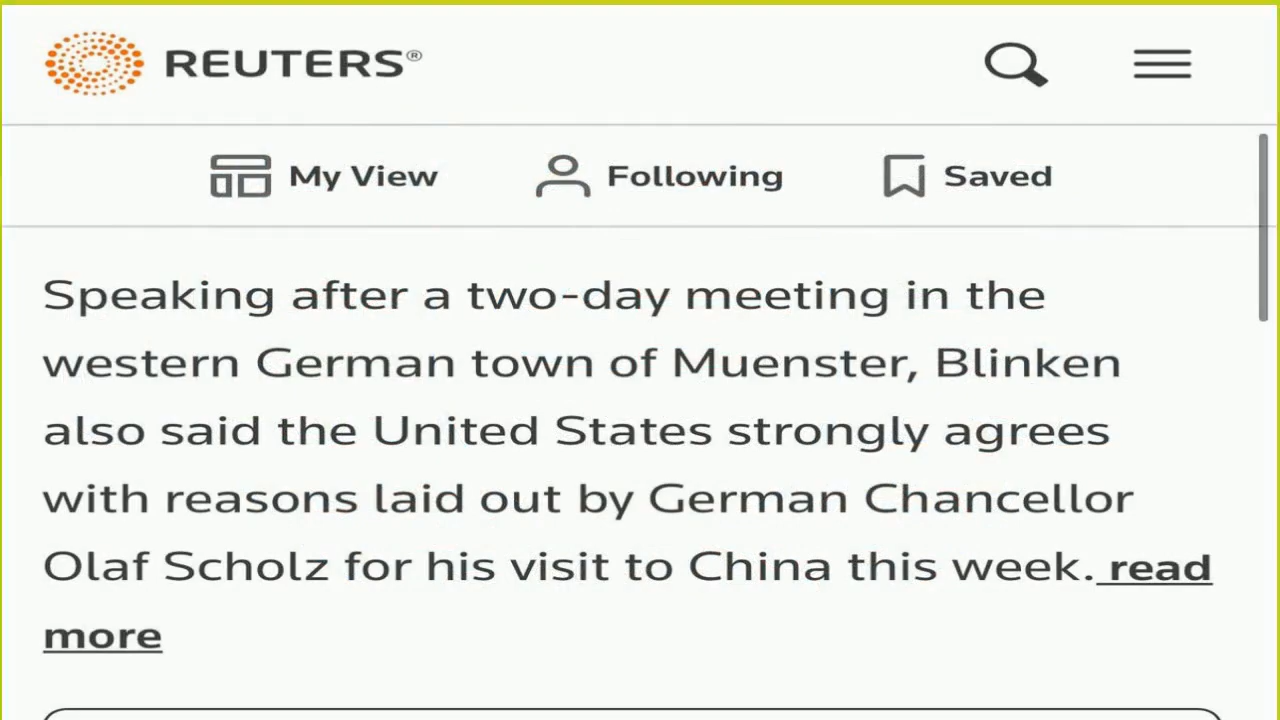 REUTERS®
My View Following Saved
Speaking after a two-day meeting in the
western German town of Muenster, Blinken
also said the United States strongly agrees
with reasons laid out by German Chancellor
Olaf Scholz for his visit to China this week. read
more